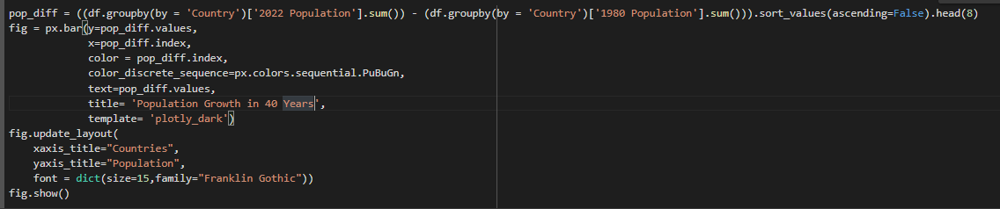 pop_diff = ((df.groupby(by = 'Country')['2022 Population'].sum()) - (df.groupby(by = 'Country')['1980 Population'].sum())).sort_values(ascending=False).head(8)
fig = px.bar(y=pop_diff.values,
             x=pop_diff.index,
             color = pop_diff.index,
             color_discrete_sequence=px.colors.sequential.PuBuGn,
             text=pop_diff.values,
             title= 'Population Growth in 40 Years',
             template= 'plotly_dark')
fig.update_layout(
    xaxis_title="Countries",
    yaxis_title="Population",
    font = dict(size=15,family="Franklin Gothic"))
fig.show()